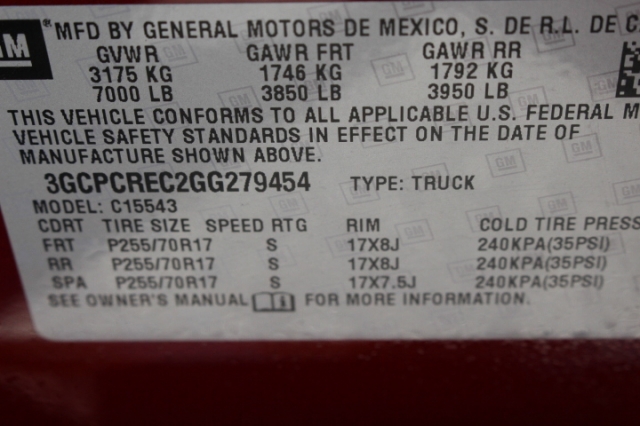 GM ® MFD BY GENERAL MOTORS DE MEXICO, S. DE R.L. DE C
GVWR GAWR FRT GAWR RR
3175 KG 1746 KG 1792 KG
7000 LB 3850 LB 3950 LB
THIS VEHICLE CONFORMS TO ALL APPLICABLE U.S. FEDERAL M
VEHICLE SAFETY STANDARDS IN EFFECT ON THE DATE OF
MANUFACTURE SHOWN ABOVE.
3GCPCREC2GG279454 TYPE: TRUCK
MODEL: C15543
CDRT TIRE SIZE SPEED RTG RIM COLD TIRE PRESS
FRT P255/70R17 S 17X8J 240KPA(35PSI)
RR P255/70R17 S 17X8J 240KPA(35PSI)
SPA P255/70R17 S 17X7.5J 240KPA(35PSI)
SEE OWNER'S MANUAL FOR MORE INFORMATION.